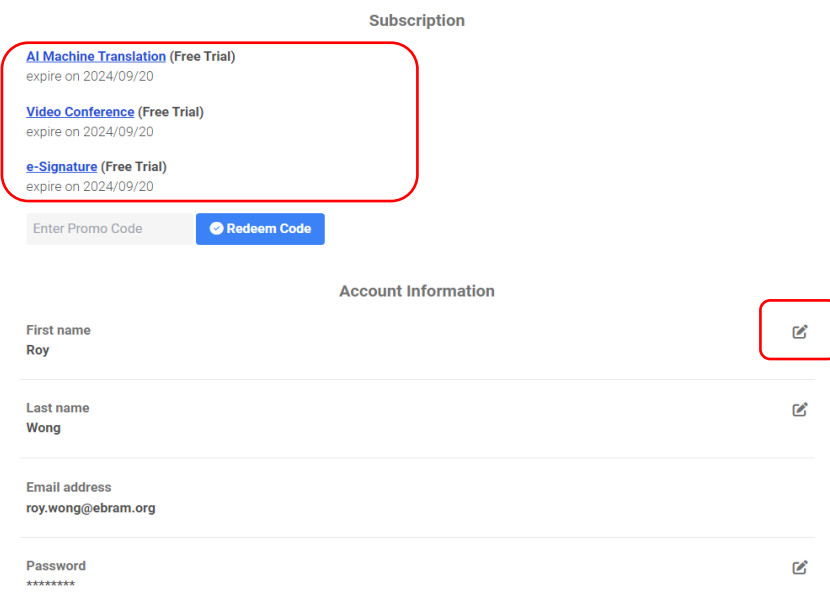 Subscription
AI Machine Translation (Free Trial)
expire on 2024/09/20
Video Conference (Free Trial)
expire on 2024/09/20
e-Signature (Free Trial)
expire on 2024/09/20
Enter Promo Code Redeem Code
Account Information
First name
Roy
Last name
Wong
Email address
roy.wong@ebram.org
Password
********